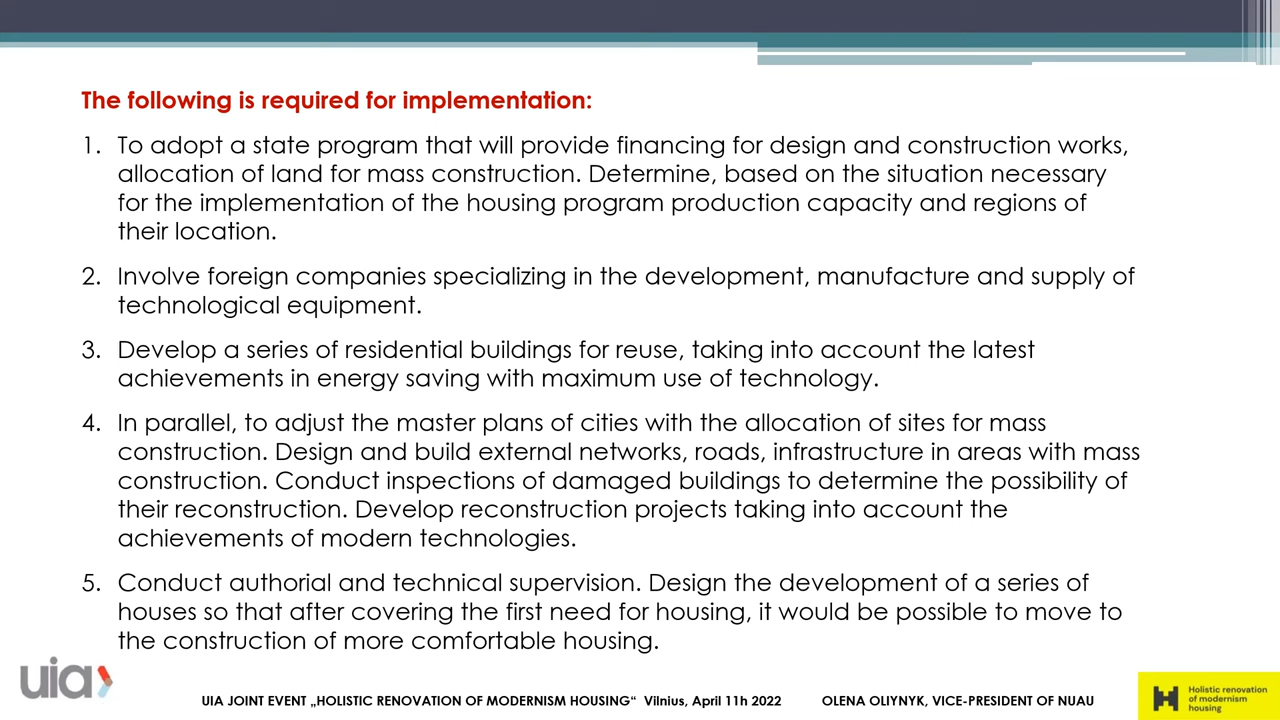 The following is required for implementation:
1. To adopt a state program that will provide financing for design and construction works,
allocation of land for mass construction. Determine, based on the situation necessary
for the implementation of the housing program production capacity and regions of
their location.
2. Involve foreign companies specializing in the development, manufacture and supply of
technological equipment.
3. Develop a series of residential buildings for reuse, taking into account the latest
achievements in energy saving with maximum use of technology.
4. In parallel, to adjust the master plans of cities with the allocation of sites for mass
construction. Design and build external networks, roads, infrastructure in areas with mass
construction. Conduct inspections of damaged buildings to determine the possibility of
their reconstruction. Develop reconstruction projects taking into account the
achievements of modern technologies.
5. Conduct authorial and technical supervision. Design the development of a series of
houses so that after covering the first need for housing, it would be possible to move to
the construction of more comfortable housing.
uia
UIA JOINT EVENT „HOLISTIC RENOVATION OF MODERNISM HOUSING“ Vilnius, April 11h 2022 OLENA OLIYNYK, VICE-PRESIDENT OF NUAU
H
Holistic renovation
of modernism
housing